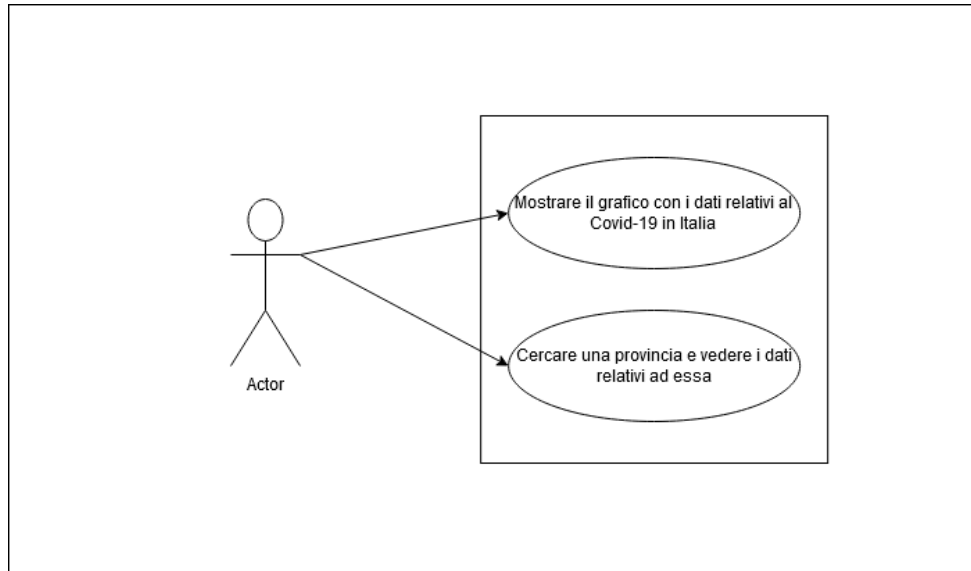 Mostrare il grafico con i dati relativi al
Covid-19 in Italia
Cercare una provincia e vedere i dati
relativi ad essa
Actor